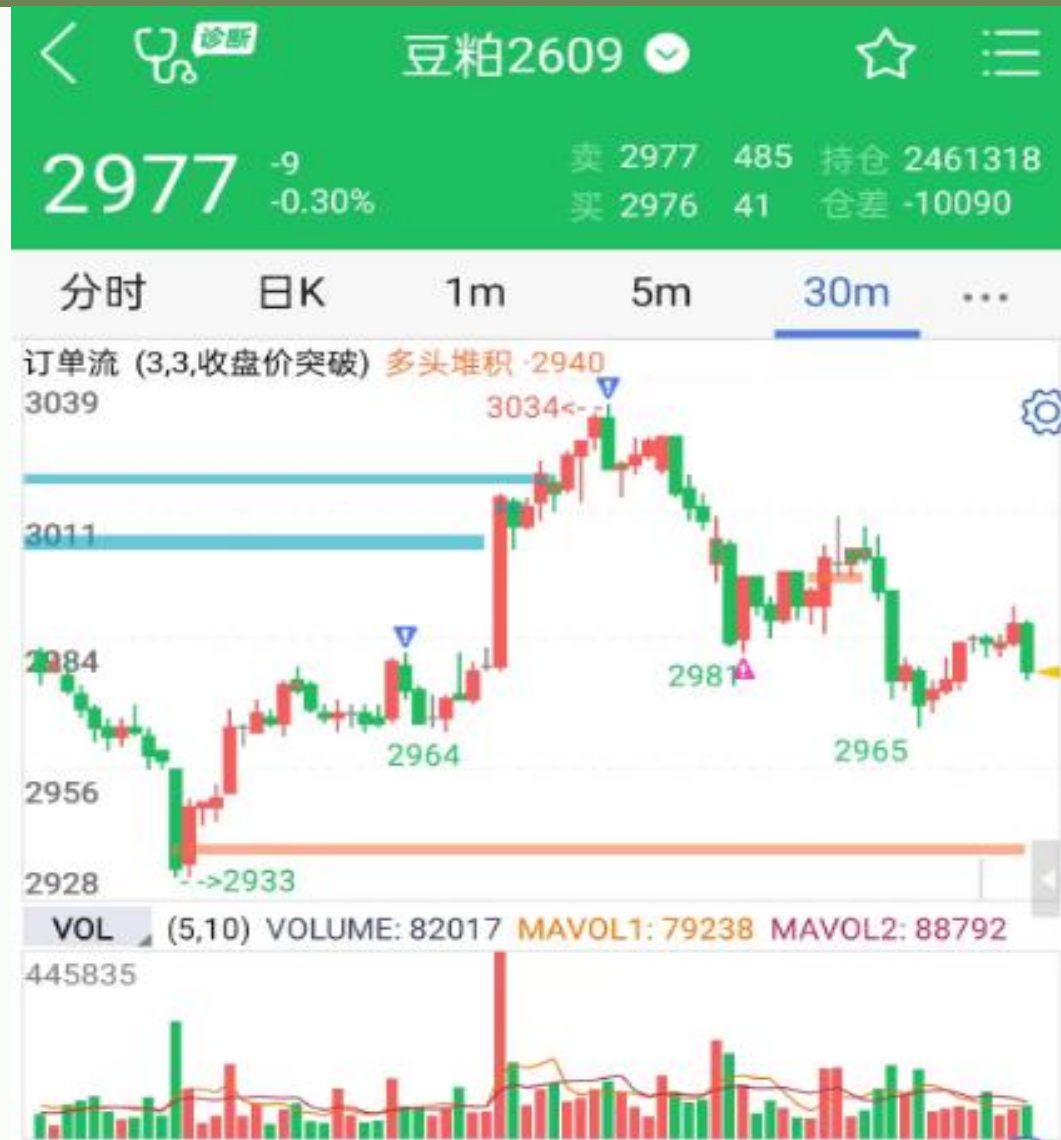 诊断
豆粕2609
2977 -9 -0.30%
卖 2977 485 持仓 2461318
买 2976 41 仓差 -10090
分时 日K 1m 5m 30m ...
订单流 (3,3,收盘价突破) 多头堆积 -2940
3039
3034<--
3011
2984
2981
2964
2965
2956
2928
-->2933
VOL (5,10) VOLUME: 82017 MAVOL1: 79238 MAVOL2: 88792
445835